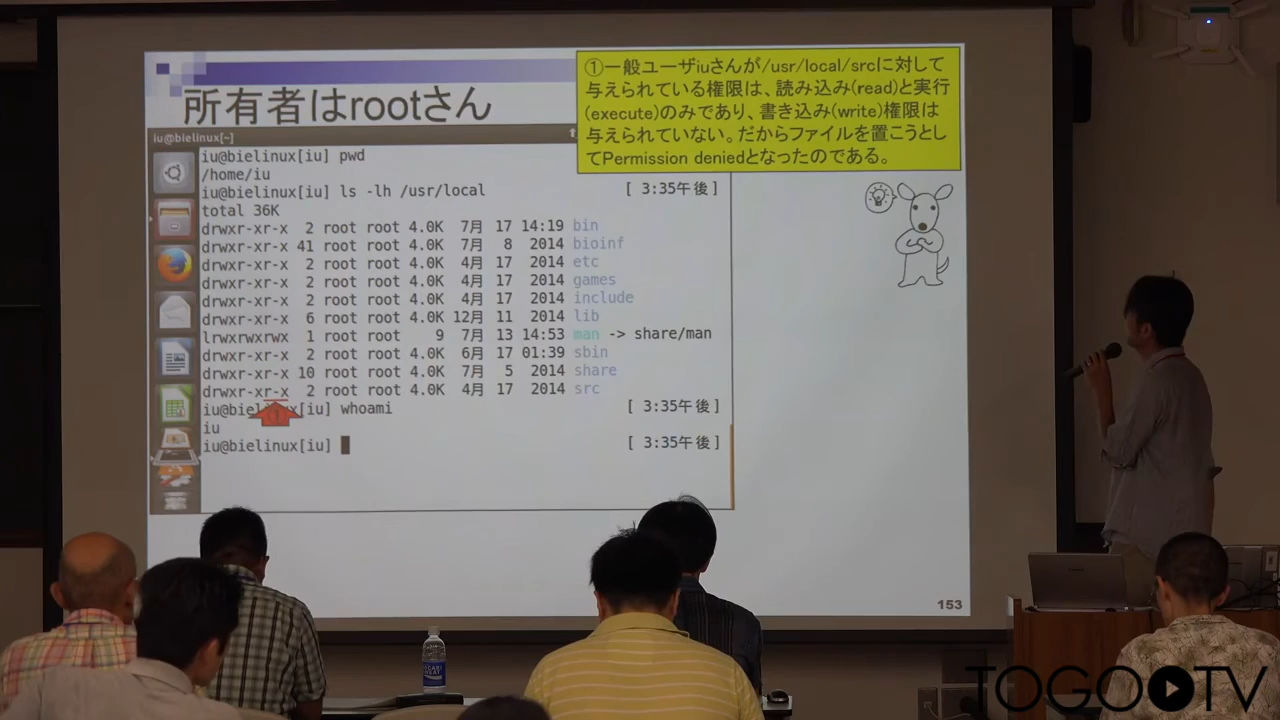 ①一般ユーザiuさんが/usr/local/srcに対して
与えられている権限は、読み込み(read)と実行
(execute)のみであり、書き込み(write)権限は
与えられていない。だからファイルを置こうとし
てPermission deniedとなったのである。
所有者はrootさん
iu@bielinux[~]
iu@bielinux[iu] pwd
/home/iu
iu@bielinux[iu] ls -lh /usr/local [ 3:35午後]
total 36K
drwxr-xr-x 2 root root 4.0K 7月 17 14:19 bin
drwxr-xr-x 41 root root 4.0K 7月 8 2014 bioinf
drwxr-xr-x 2 root root 4.0K 4月 17 2014 etc
drwxr-xr-x 2 root root 4.0K 4月 17 2014 games
drwxr-xr-x 2 root root 4.0K 4月 17 2014 include
drwxr-xr-x 6 root root 4.0K 12月 11 2014 lib
lrwxrwxrwx 1 root root 9 7月 13 14:53 man -> share/man
drwxr-xr-x 2 root root 4.0K 6月 17 01:39 sbin
drwxr-xr-x 10 root root 4.0K 7月 5 2014 share
drwxr-xr-x 2 root root 4.0K 4月 17 2014 src
①
[iu] whoami [ 3:35午後]
iu
iu@bielinux[iu] [ 3:35午後]
153
TOGOTV